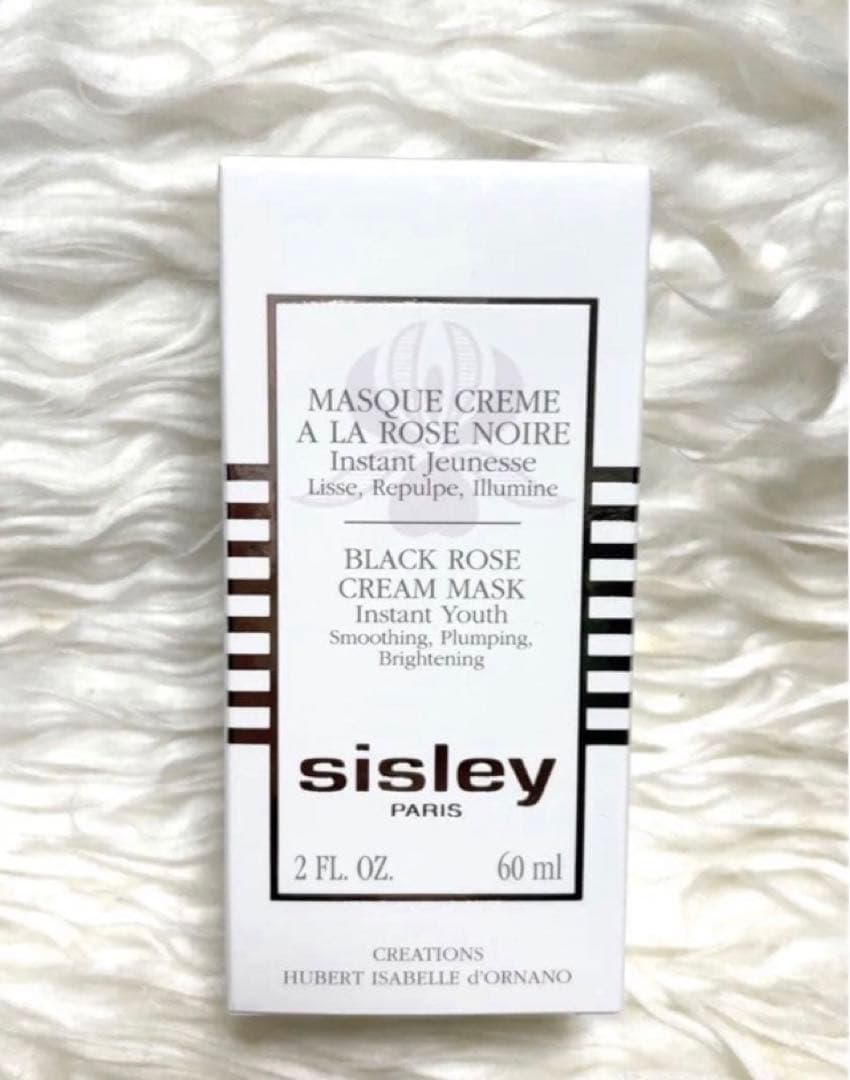 MASQUE CREME
A LA ROSE NOIRE
Instant Jeunesse
Lisse, Repulpe, Illumine
BLACK ROSE
CREAM MASK
Instant Youth
Smoothing, Plumping,
Brightening
sisley
PARIS
2 FL. OZ. 60 ml
CREATIONS
HUBERT ISABELLE d'ORNANO